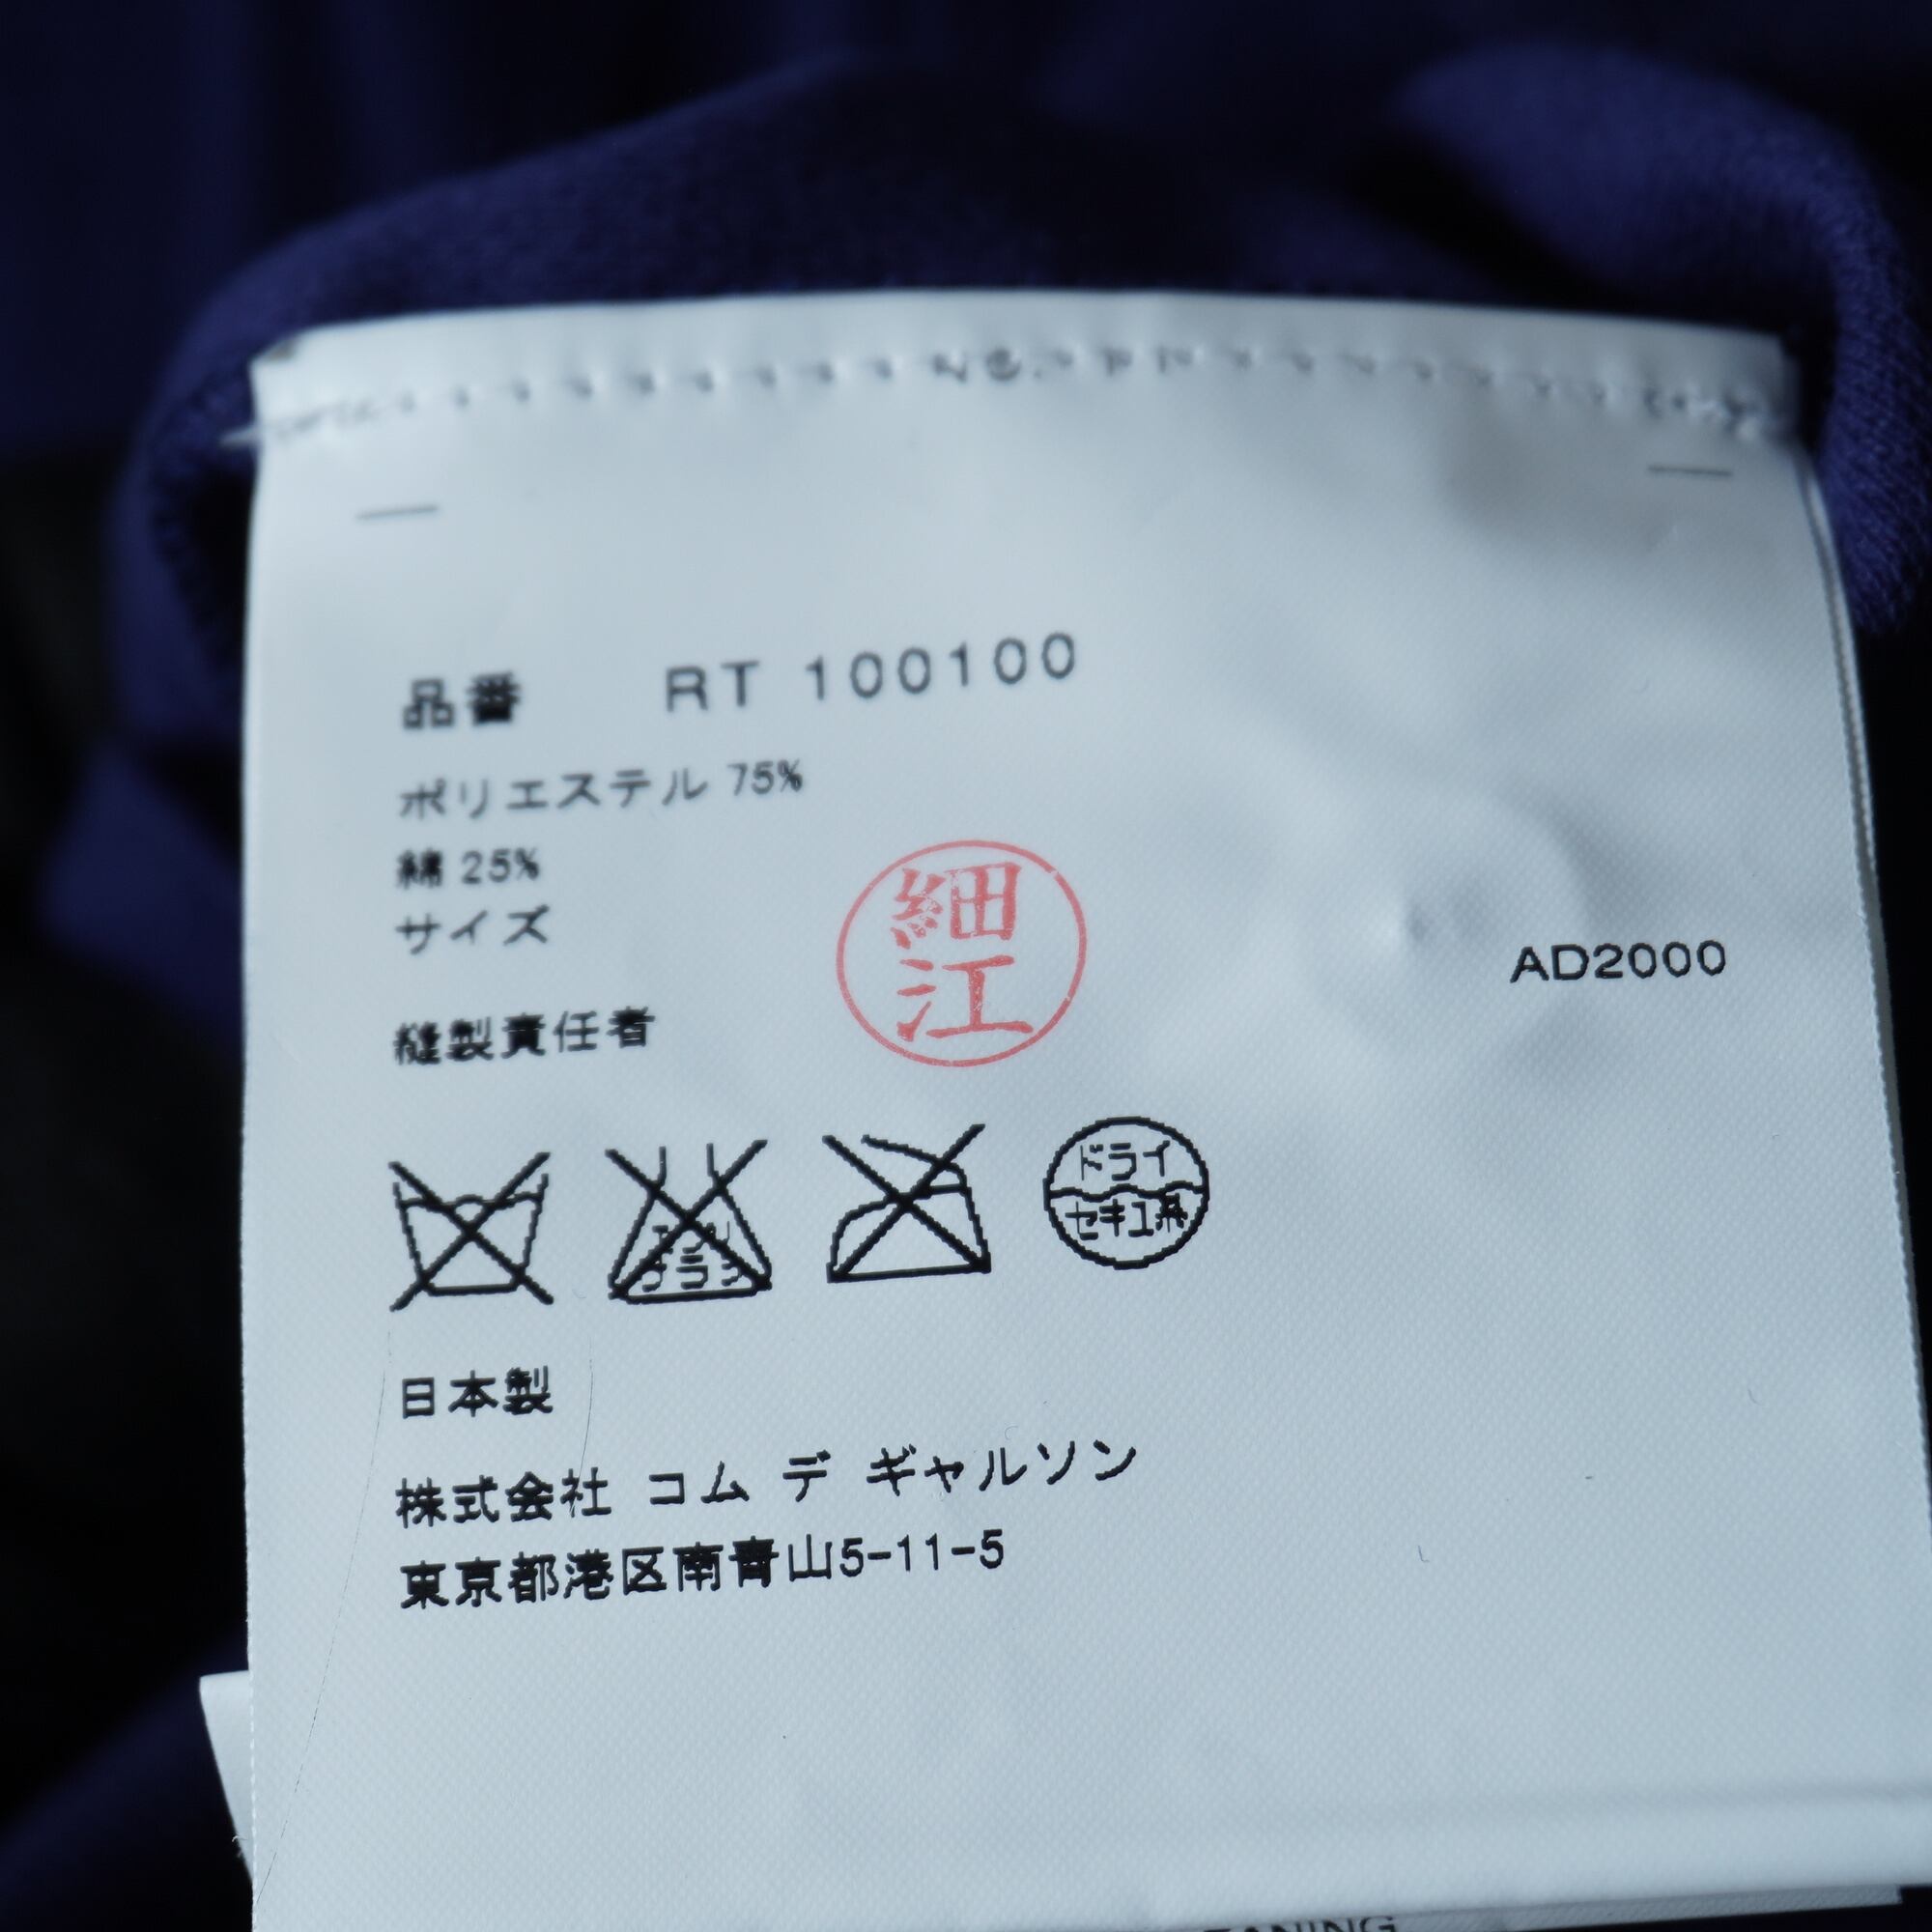 品番 RT 100100
ポリエステル 75%
綿 25%
サイズ
細江
AD2000
縫製責任者
ドライ
セキユ系
日本製
株式会社 コム デ ギャルソン
東京都港区南青山5-11-5